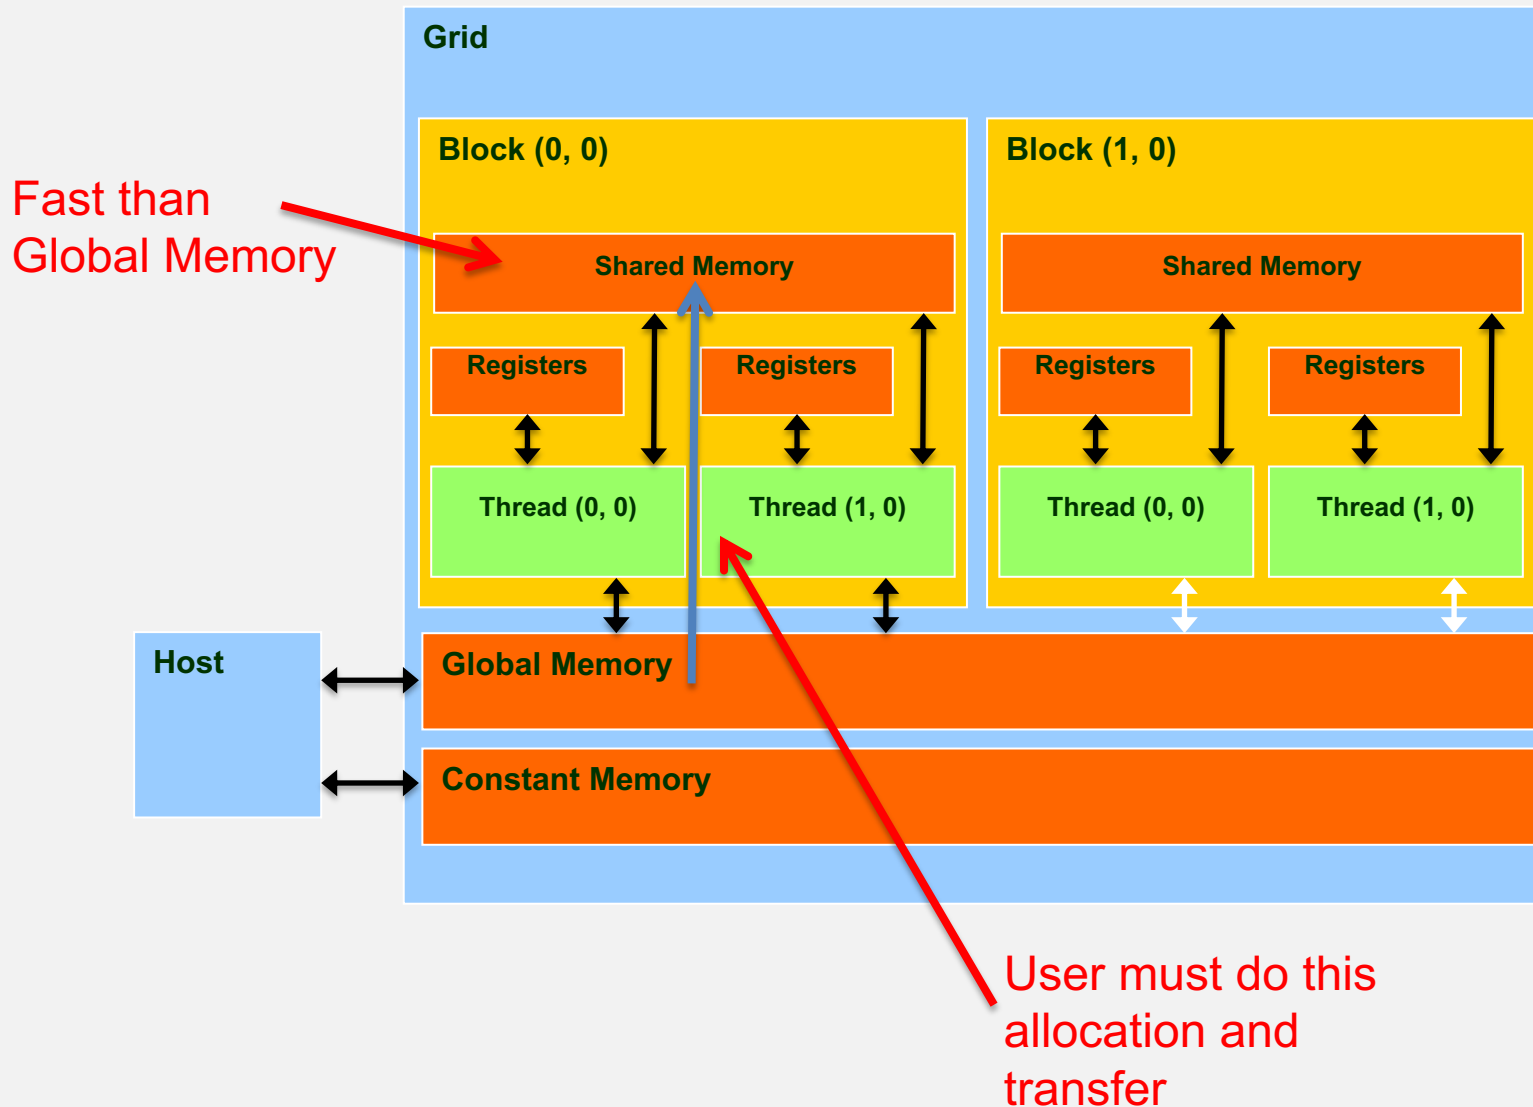 Grid
Block (0, 0)
Block (1, 0)
Fast than
Global Memory
Shared Memory
Shared Memory
Registers
Registers
Registers
Registers
Thread (0, 0)
Thread (1, 0)
Thread (0, 0)
Thread (1, 0)
Host
Global Memory
Constant Memory
User must do this
allocation and
transfer